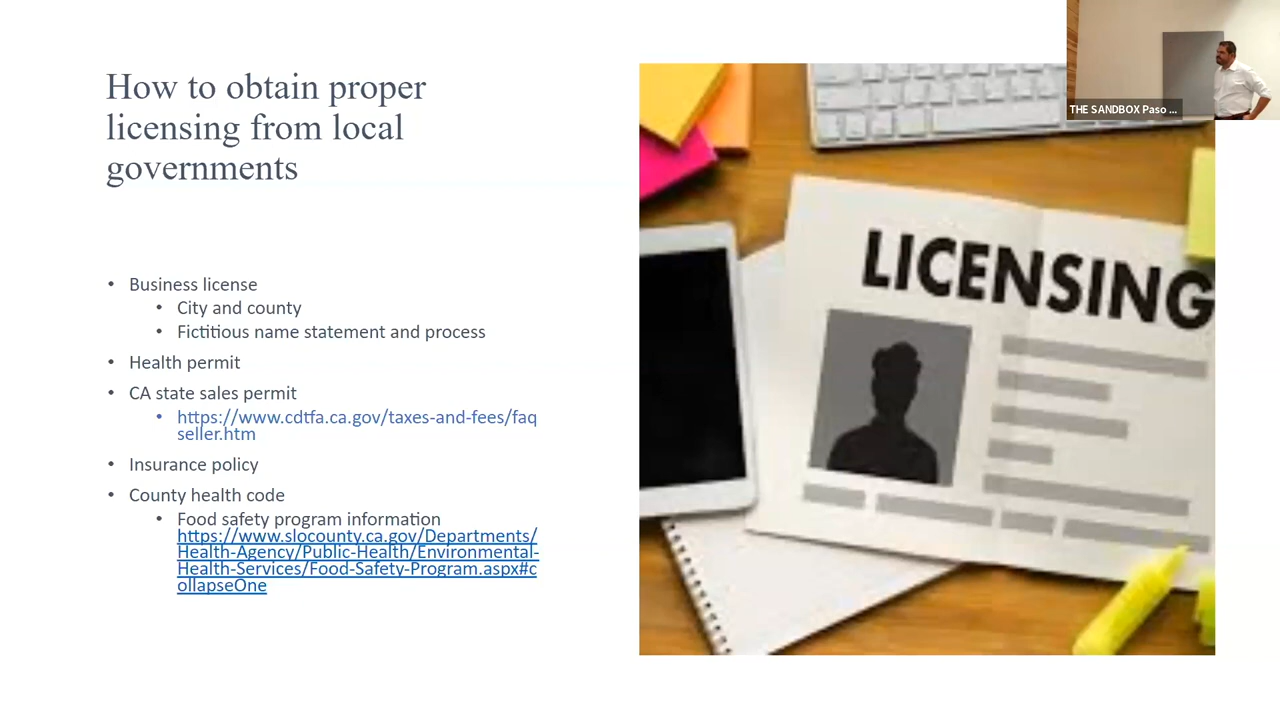 How to obtain proper
licensing from local
governments
• Business license
• City and county
• Fictitious name statement and process
• Health permit
• CA state sales permit
• https://www.cdtfa.ca.gov/taxes-and-fees/faq
seller.htm
• Insurance policy
• County health code
• Food safety program information
https://www.slocounty.ca.gov/Departments/
Health-Agency/Public-Health/Environmental-
Health-Services/Food-Safety-Program.aspx#c
ollapseOne
LICENSING
THE SANDBOX Paso ...